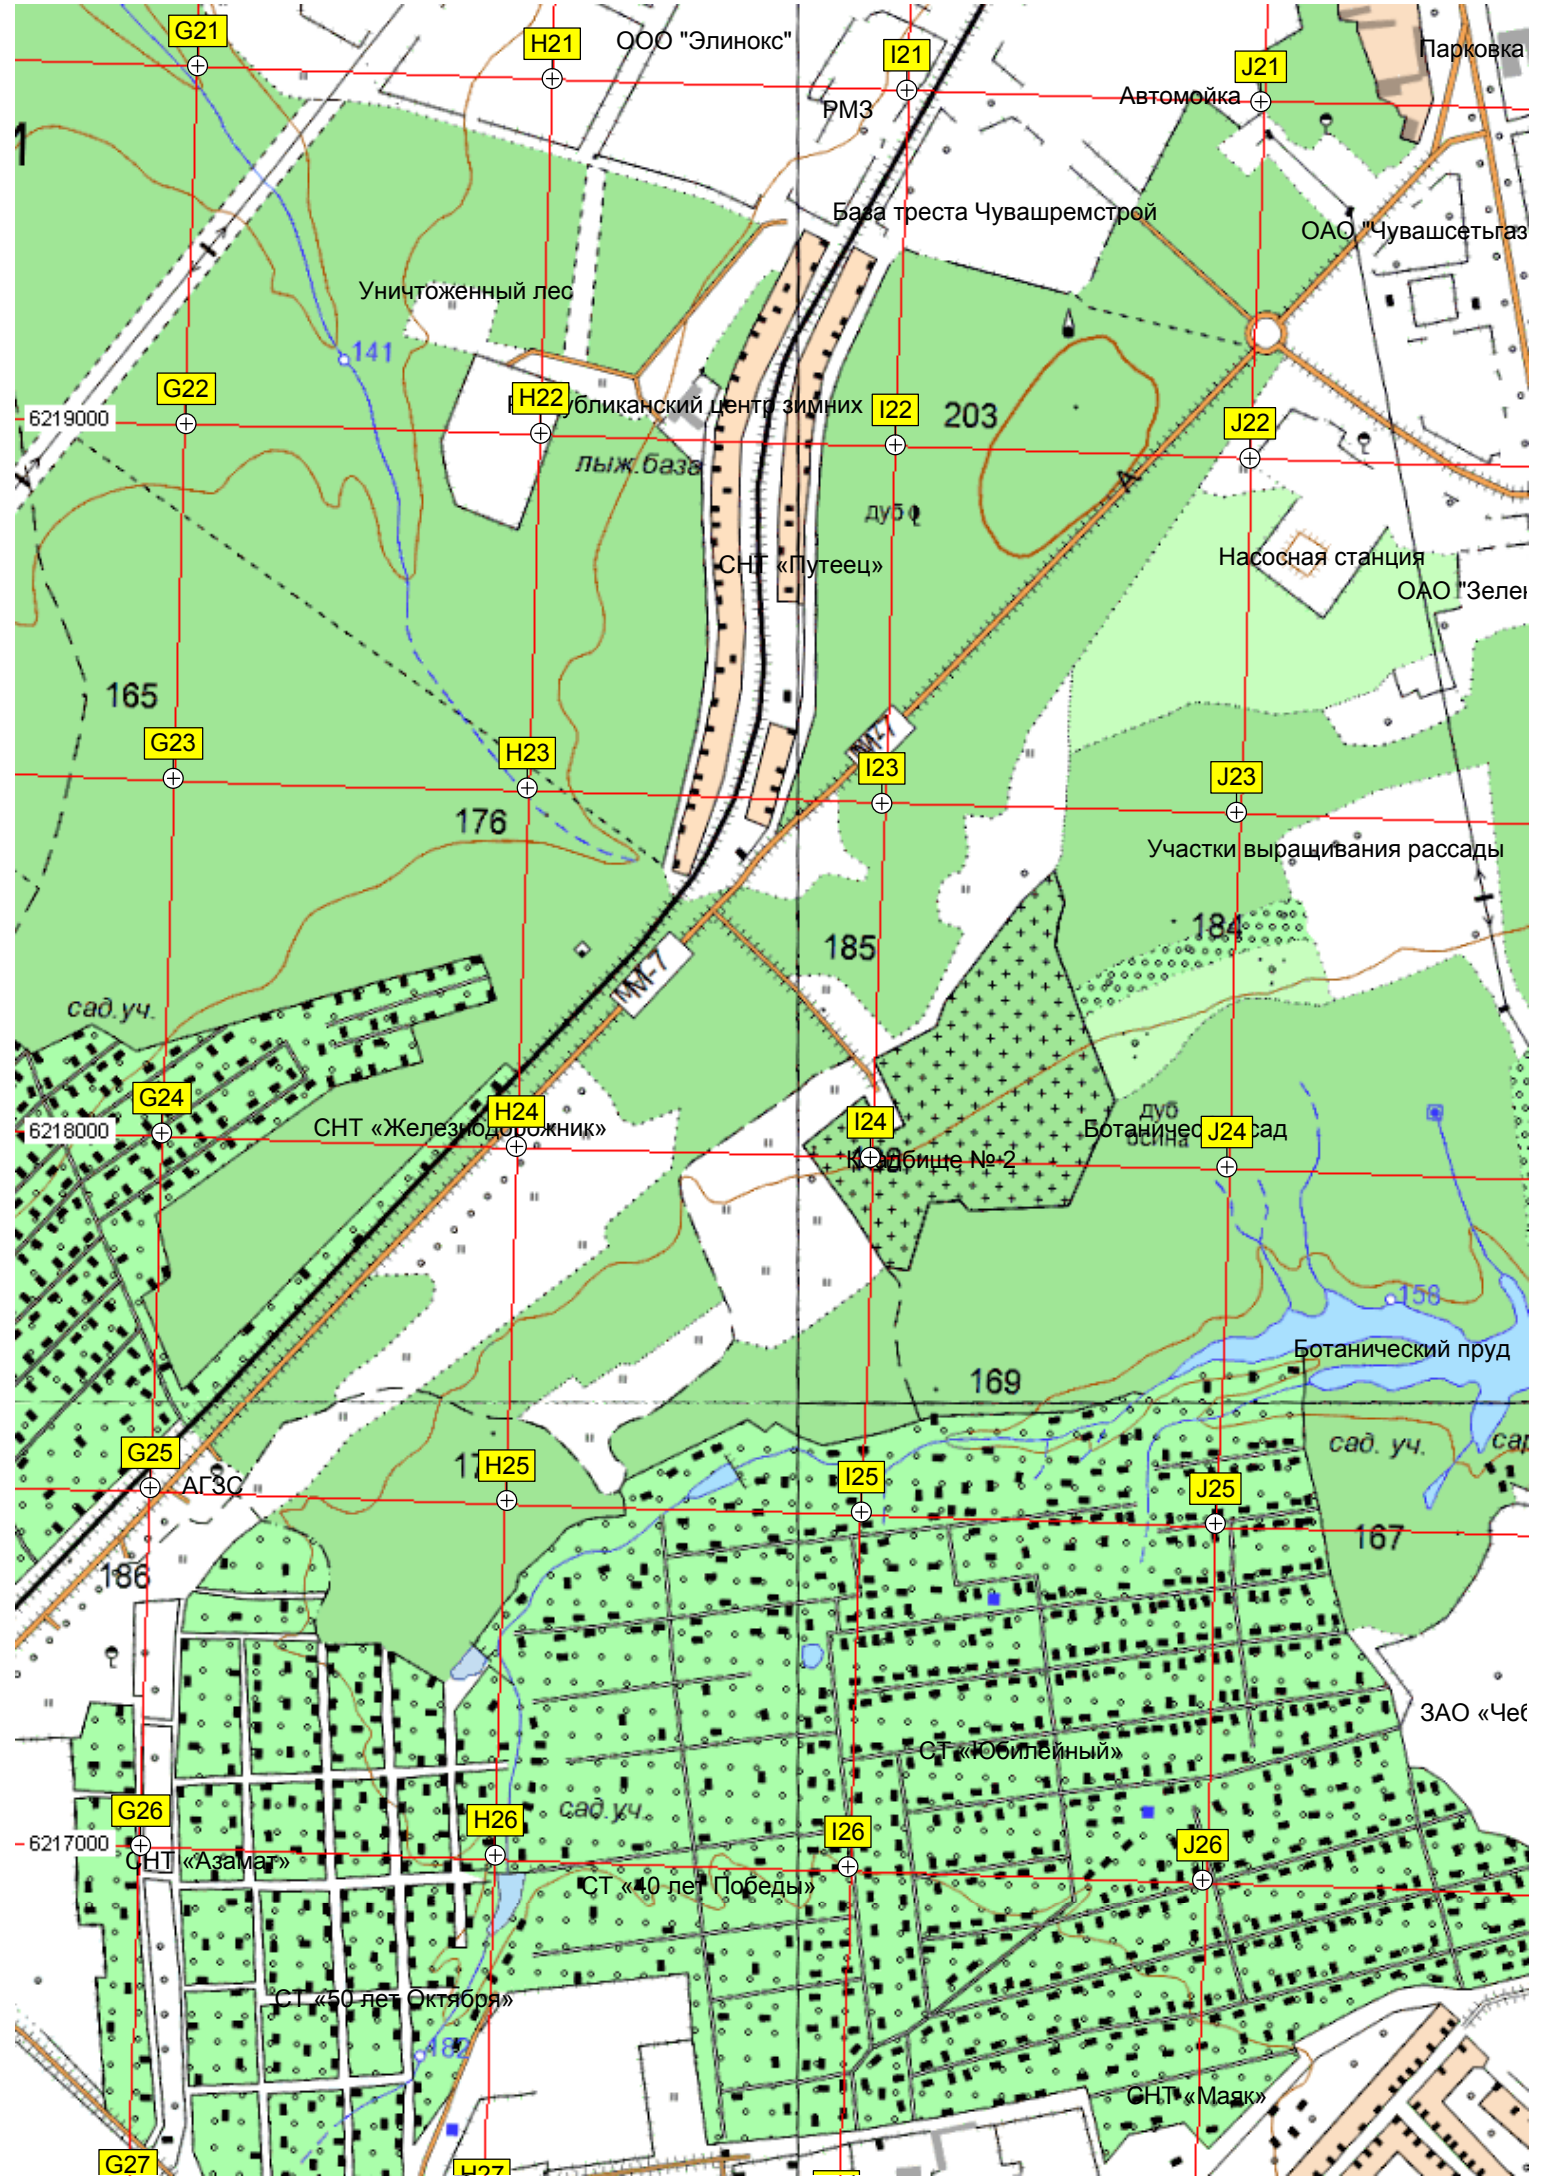 G21
H21
ООО "Элинокс"
I21
J21
Парковка
РМЗ
Автомойка
База треста Чувашремстрой
ОАО "Чувашсетьгаз
Уничтоженный лес
141
G22
H22
убликанский центр зимних
I22
203
J22
6219000
лыж.база
дуб
СНТ «Путеец»
Насосная станция
ОАО "Зелен
165
G23
H23
М-7
I23
J23
176
Участки выращивания рассады
184
185
М-7
сад.уч.
G24
H24
I24
J24
6218000
СНТ «Железнодорожник»
дуб
осина
Ботанический сад
Кладбище № 2
158
Ботанический пруд
169
G25
H25
I25
J25
сад. уч.
АГЗС
186
167
ЗАО «Чеб
СТ «Юбилейный»
сад.уч.
G26
H26
I26
J26
6217000
СНТ «Азамат»
СТ «40 лет Победы»
СТ «50 лет Октября»
182
СНТ «Маяк»
G27
H27